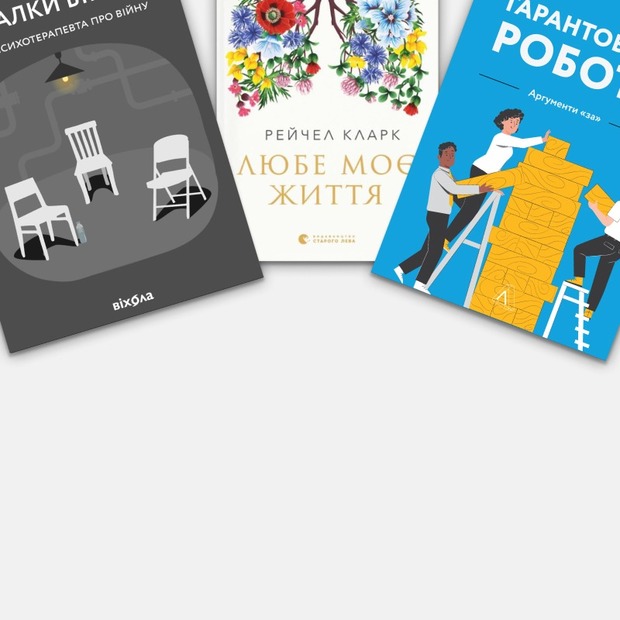 СИХОТЕРАПЕВТА ПРО ВІЙНУ
віхола
РЕЙЧЕЛ КЛАРК
ЛЮБЕ МОЄ
ЖИТТЯ
ВИДАВНИЦТВО
СТАРОГО ЛЕВА
РОБОТ
Аргументи «за»